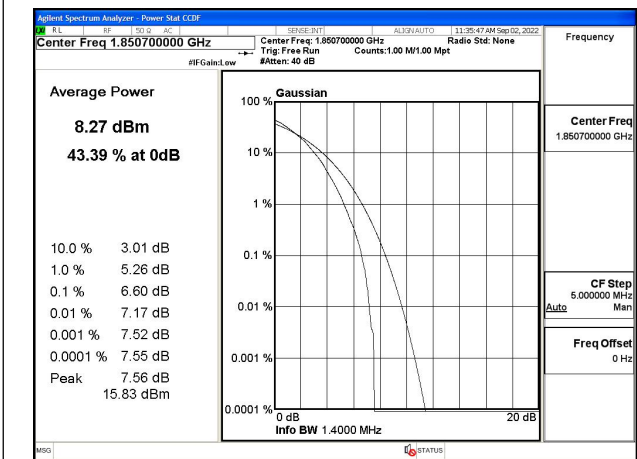 Agilent Spectrum Analyzer - Power Stat CCDF
RL RF 50 Ω AC SENSE:INT ALIGN AUTO 11:35:47 AM Sep 02, 2022
Center Freq 1.850700000 GHz
Center Freq: 1.850700000 GHz Radio Std: None
Trig: Free Run Counts:1.00 M/1.00 Mpt
#IFGain:Low #Atten: 40 dB
Frequency
Average Power
8.27 dBm
43.39 % at 0dB
10.0 % 3.01 dB
1.0 % 5.26 dB
0.1 % 6.60 dB
0.01 % 7.17 dB
0.001 % 7.52 dB
0.0001 % 7.55 dB
Peak 7.56 dB
15.83 dBm
Gaussian
100 %
10 %
1 %
0.1 %
0.01 %
0.001 %
0.0001 %
0 dB 20 dB
Info BW 1.4000 MHz
Center Freq
1.850700000 GHz
CF Step
5.000000 MHz
Auto Man
Freq Offset
0 Hz
MSG STATUS